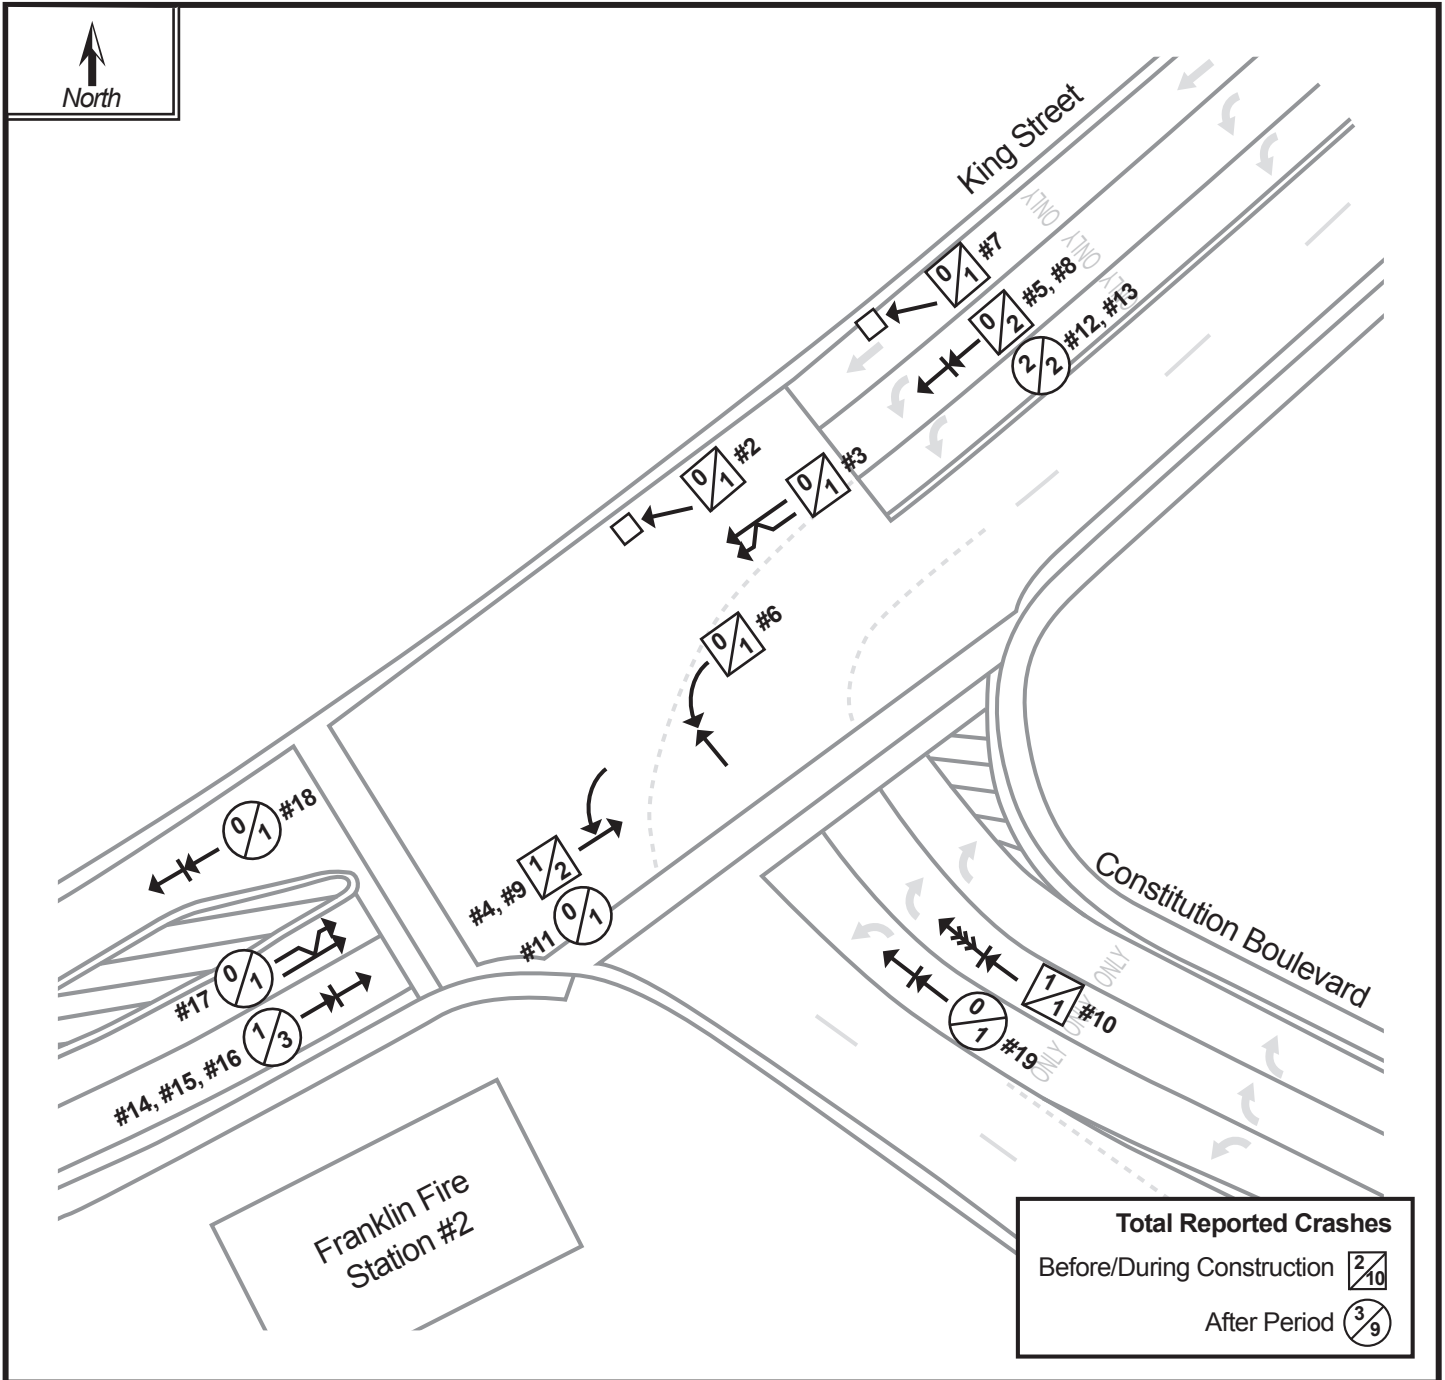 North
King Street
ONLY
ONLY
0/1 #7
0/2 #5, #8
2/2 #12, #13
0/1 #2
0/1 #3
0/1 #6
0/1 #18
1/2 #4, #9
0/1 #11
0/1 #17
1/3 #14, #15, #16
Constitution Boulevard
ONLY
ONLY
ONLY
1/1 #10
0/1 #19
Franklin Fire
Station #2
Total Reported Crashes
Before/During Construction 2/10
After Period 3/9